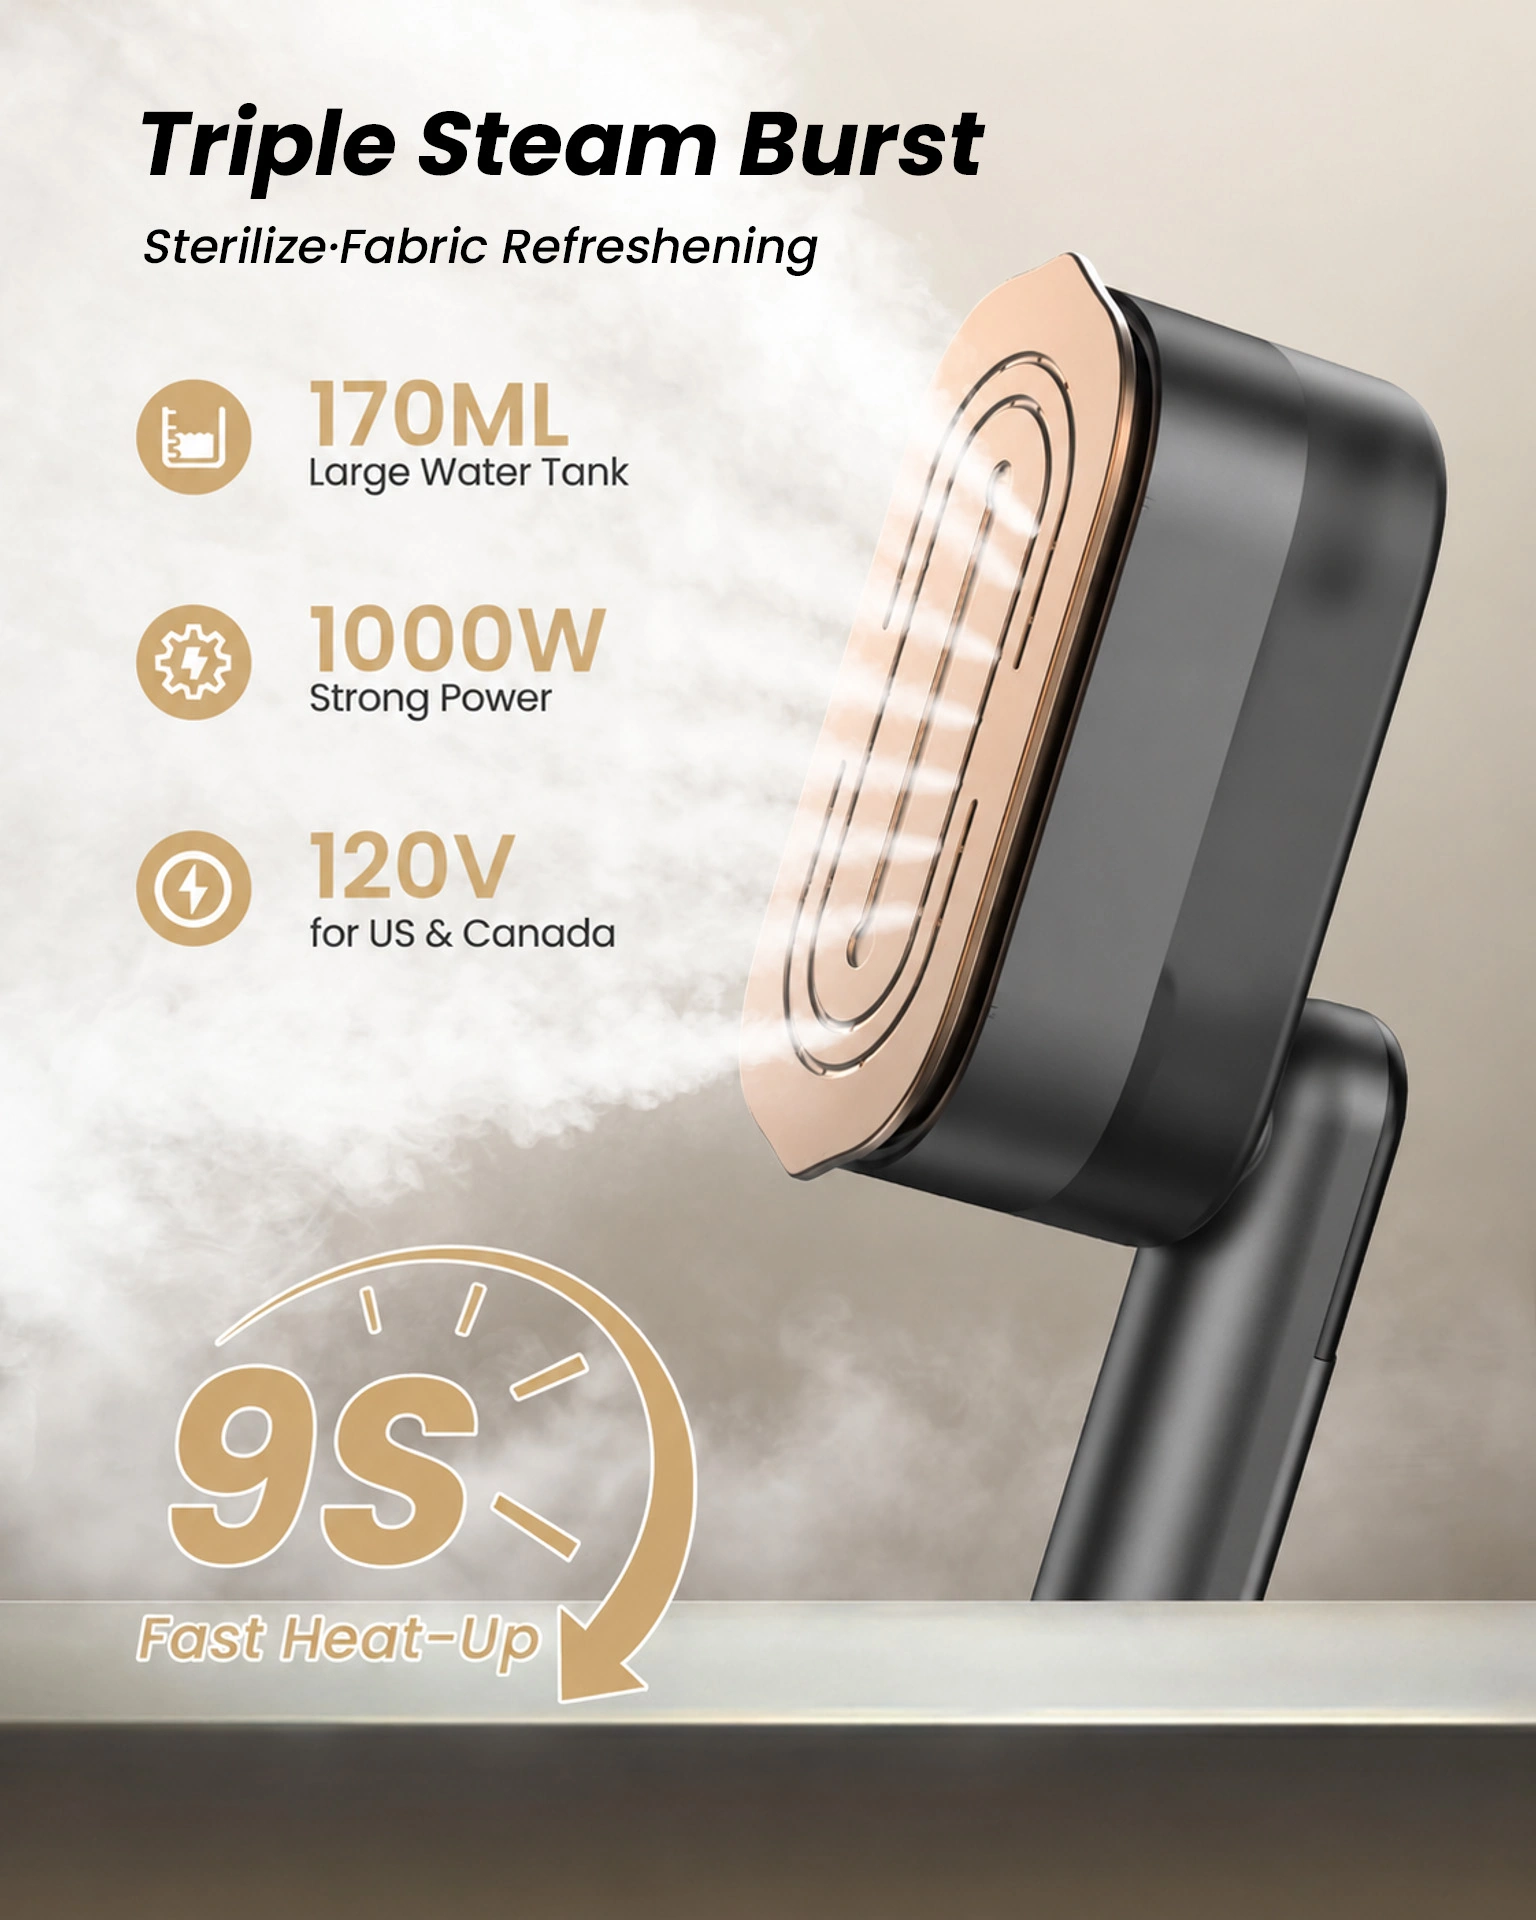 Triple Steam Burst
Sterilize·Fabric Refreshening
170ML
Large Water Tank
1000W
Strong Power
120V
for US & Canada
9S
Fast Heat-Up